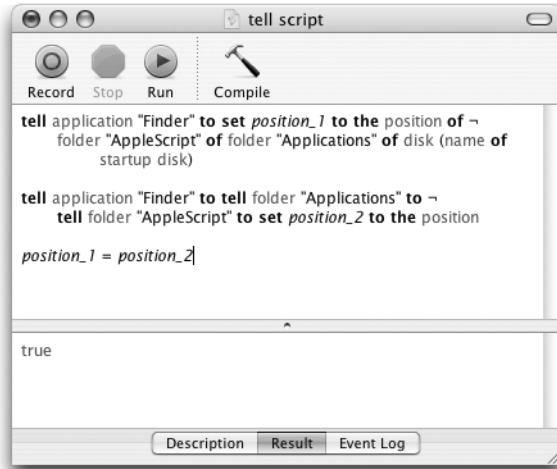 tell script
Record Stop Run Compile
tell application "Finder" to set position_1 to the position of ¬
folder "AppleScript" of folder "Applications" of disk (name of
startup disk)
tell application "Finder" to tell folder "Applications" to ¬
tell folder "AppleScript" to set position_2 to the position
position_1 = position_2
true
Description Result Event Log